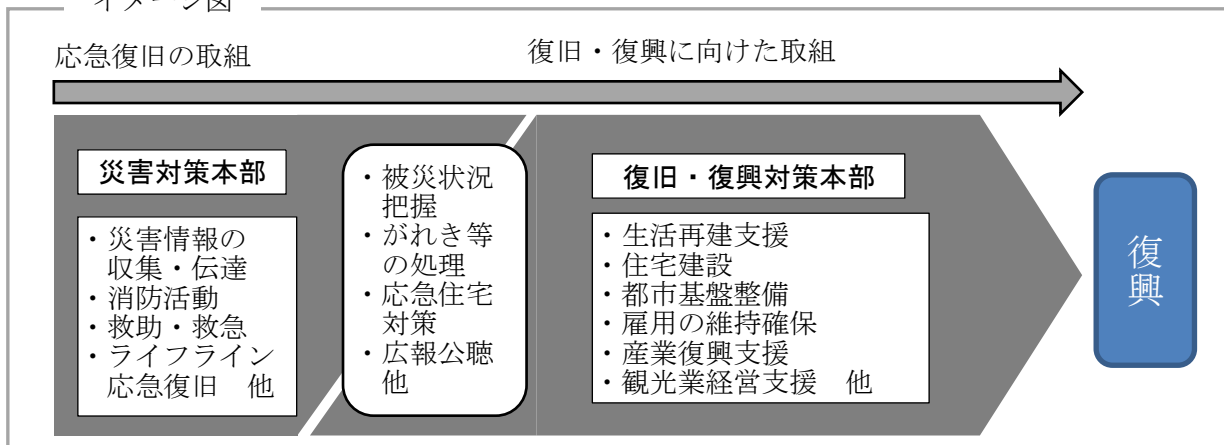 イメージ図
応急復旧の取組
復旧・復興に向けた取組
災害対策本部
・災害情報の
収集・伝達
・消防活動
・救助・救急
・ライフライン
応急復旧　他
・被災状況
把握
・がれき等
の処理
・応急住宅
対策
・広報公聴
他
復旧・復興対策本部
・生活再建支援
・住宅建設
・都市基盤整備
・雇用の維持確保
・産業復興支援
・観光業経営支援　他
復興